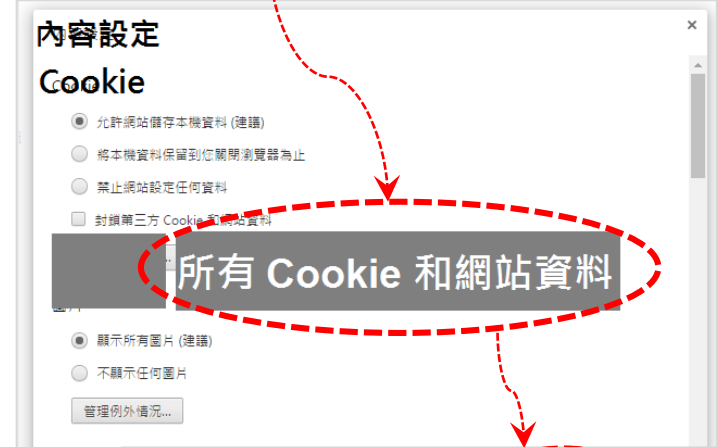 內容設定
Cookie
允許網站儲存本機資料 (建議)
將本機資料保留到您關閉瀏覽器為止
禁止網站設定任何資料
封鎖第三方 Cookie 和網站資料
所有 Cookie 和網站資料
顯示所有圖片 (建議)
不顯示任何圖片
管理例外情況...